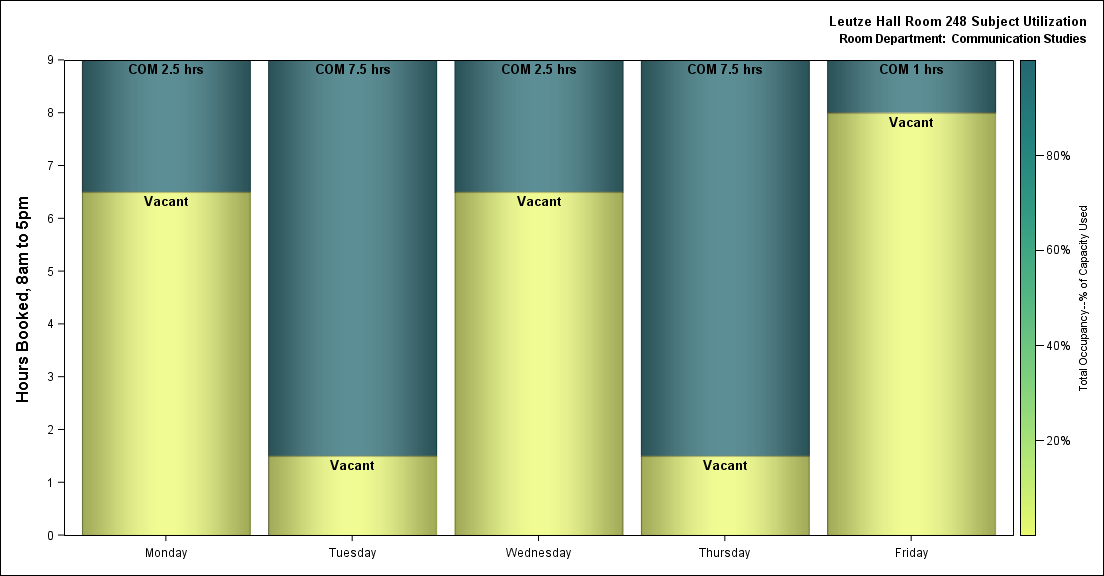 Leutze Hall Room 248 Subject Utilization
Room Department: Communication Studies
Hours Booked, 8am to 5pm
9
8
7
6
5
4
3
2
1
0
COM 2.5 hrs
Vacant
COM 7.5 hrs
Vacant
COM 2.5 hrs
Vacant
COM 7.5 hrs
Vacant
COM 1 hrs
Vacant
Monday
Tuesday
Wednesday
Thursday
Friday
80%
60%
40%
20%
Total Occupancy--% of Capacity Used